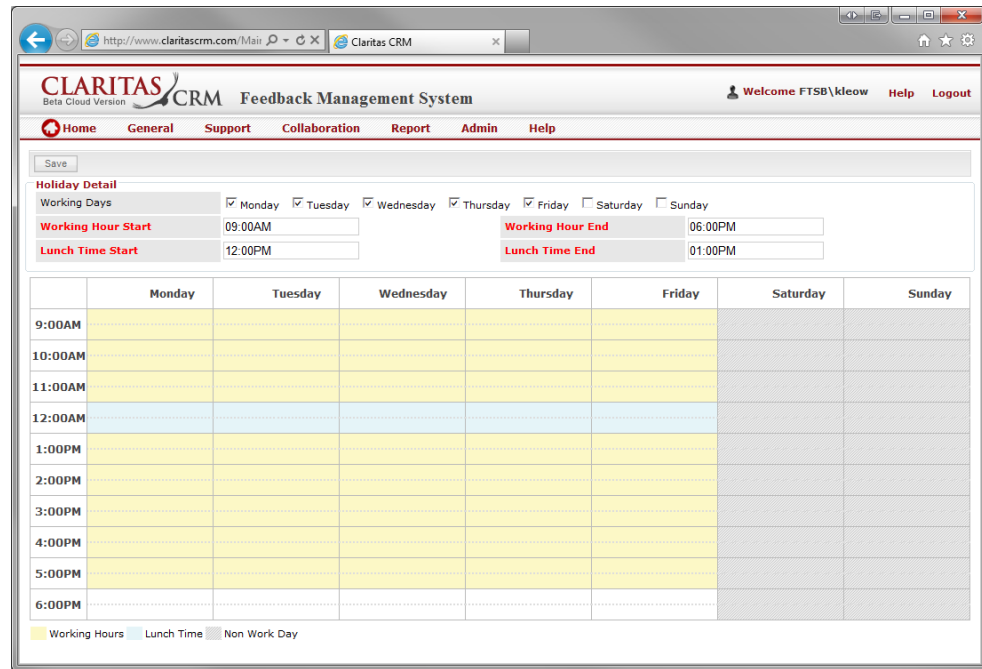 http://www.claritascrm.com/Mair
Claritas CRM
CLARITAS CRM
Beta Cloud Version
Feedback Management System
Welcome FTSB\kleow Help Logout
Home General Support Collaboration Report Admin Help
Save
Holiday Detail
Working Days Monday Tuesday Wednesday Thursday Friday Saturday Sunday
Working Hour Start 09:00AM Working Hour End 06:00PM
Lunch Time Start 12:00PM Lunch Time End 01:00PM
Monday Tuesday Wednesday Thursday Friday Saturday Sunday
9:00AM
10:00AM
11:00AM
12:00AM
1:00PM
2:00PM
3:00PM
4:00PM
5:00PM
6:00PM
Working Hours Lunch Time Non Work Day